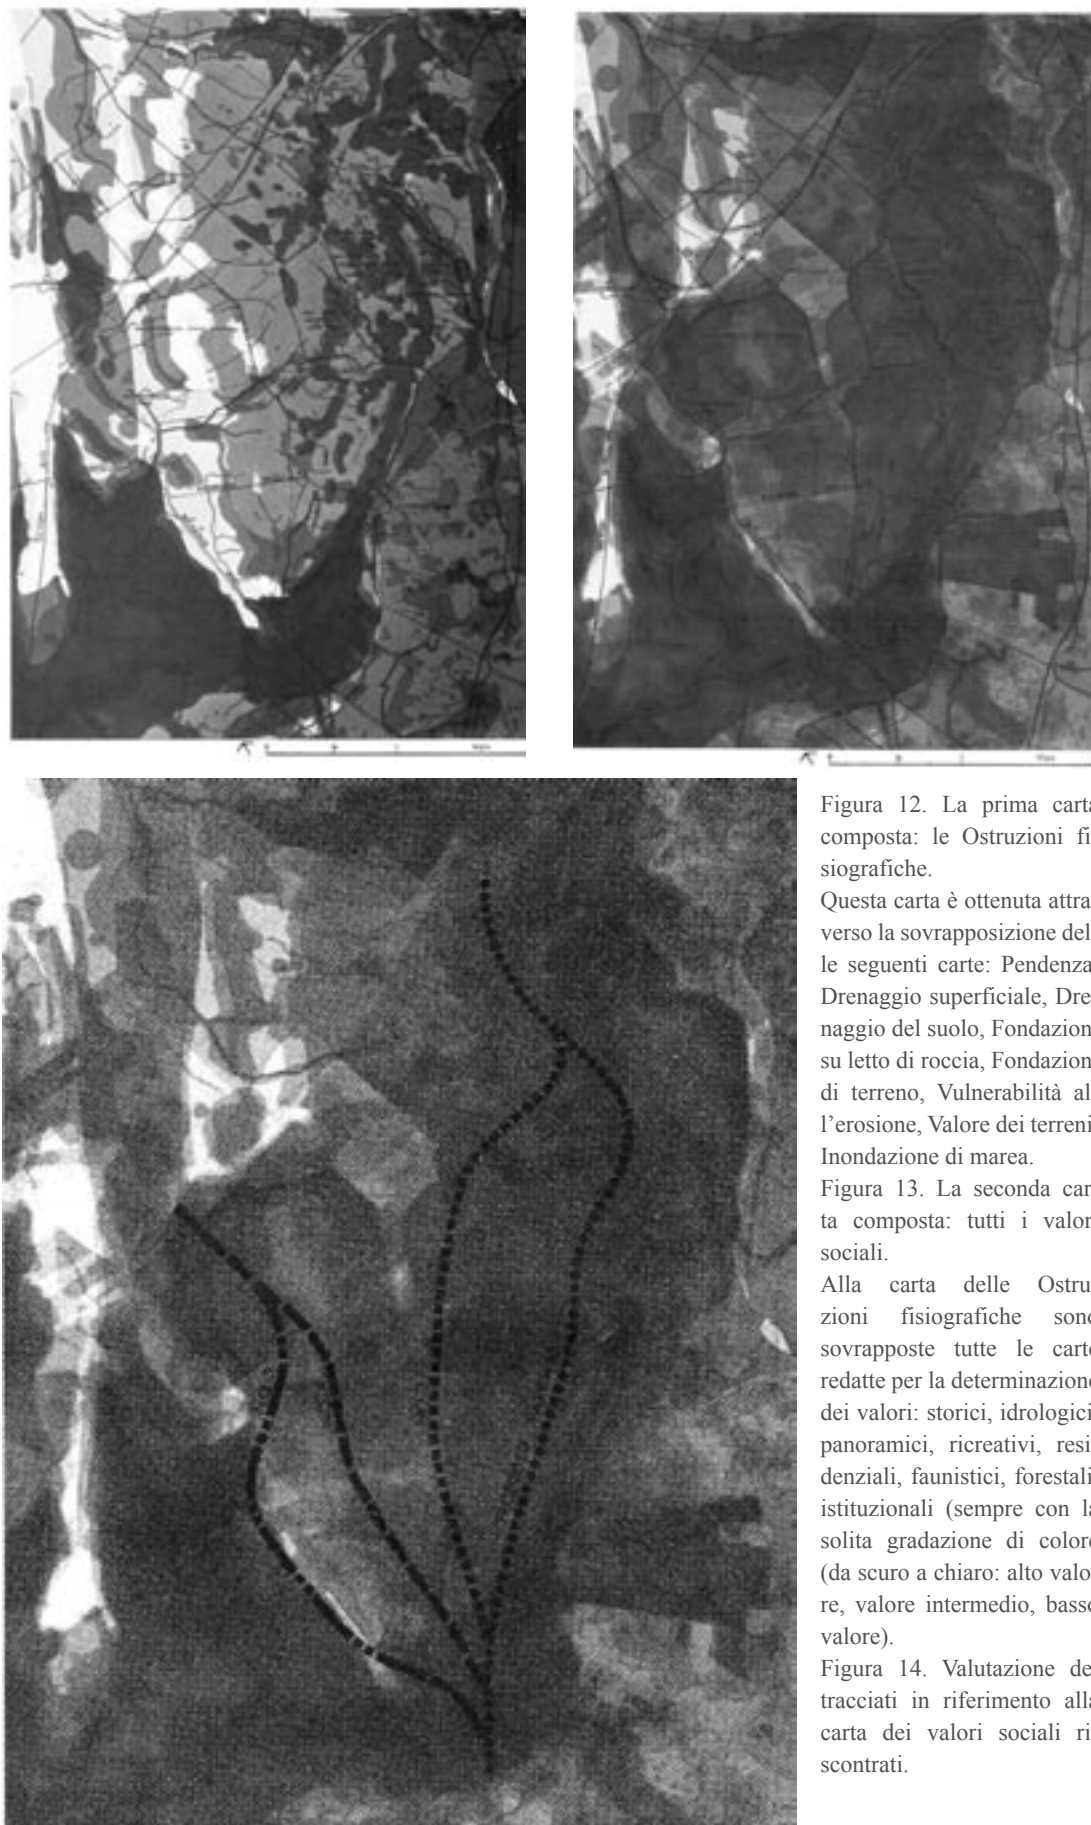 Figura 12. La prima carta
composta: le Ostruzioni fi
siografiche.
Questa carta è ottenuta attra
verso la sovrapposizione del
le seguenti carte: Pendenza
Drenaggio superficiale, Dre
naggio del suolo, Fondazion
su letto di roccia, Fondazion
di terreno, Vulnerabilità al
l’erosione, Valore dei terreni
Inondazione di marea.
Figura 13. La seconda car
ta composta: tutti i valor
sociali.
Alla carta delle Ostru
zioni fisiografiche sono
sovrapposte tutte le carte
redatte per la determinazione
dei valori: storici, idrologici
panoramici, ricreativi, resi
denziali, faunistici, forestali
istituzionali (sempre con la
solita gradazione di colore
(da scuro a chiaro: alto valo
re, valore intermedio, basso
valore).
Figura 14. Valutazione de
tracciati in riferimento alla
carta dei valori sociali ri
scontrati.